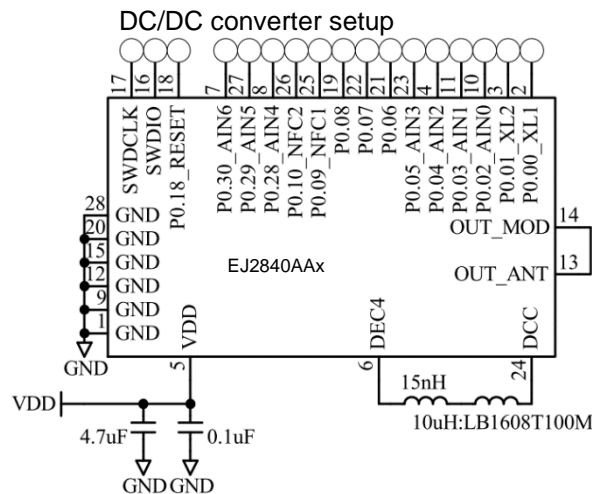 DC/DC converter setup
17 16 18 7 27 8 26 25 19 22 21 23 4 11 10 3 2
SWDCLK
SWDIO
P0.18_RESET
P0.30_AIN6
P0.29_AIN5
P0.28_AIN4
P0.10_NFC2
P0.09_NFC1
P0.08
P0.07
P0.06
P0.05_AIN3
P0.04_AIN2
P0.03_AIN1
P0.02_AIN0
P0.01_XL2
P0.00_XL1
28 GND
20 GND
15 GND
12 GND
9 GND
1 GND
GND
EJ2840AAx
OUT_MOD 14
OUT_ANT 13
VDD
5
DEC4
6
DCC
24
15nH
10uH:LB1608T100M
VDD
4.7uF
0.1uF
GND GND